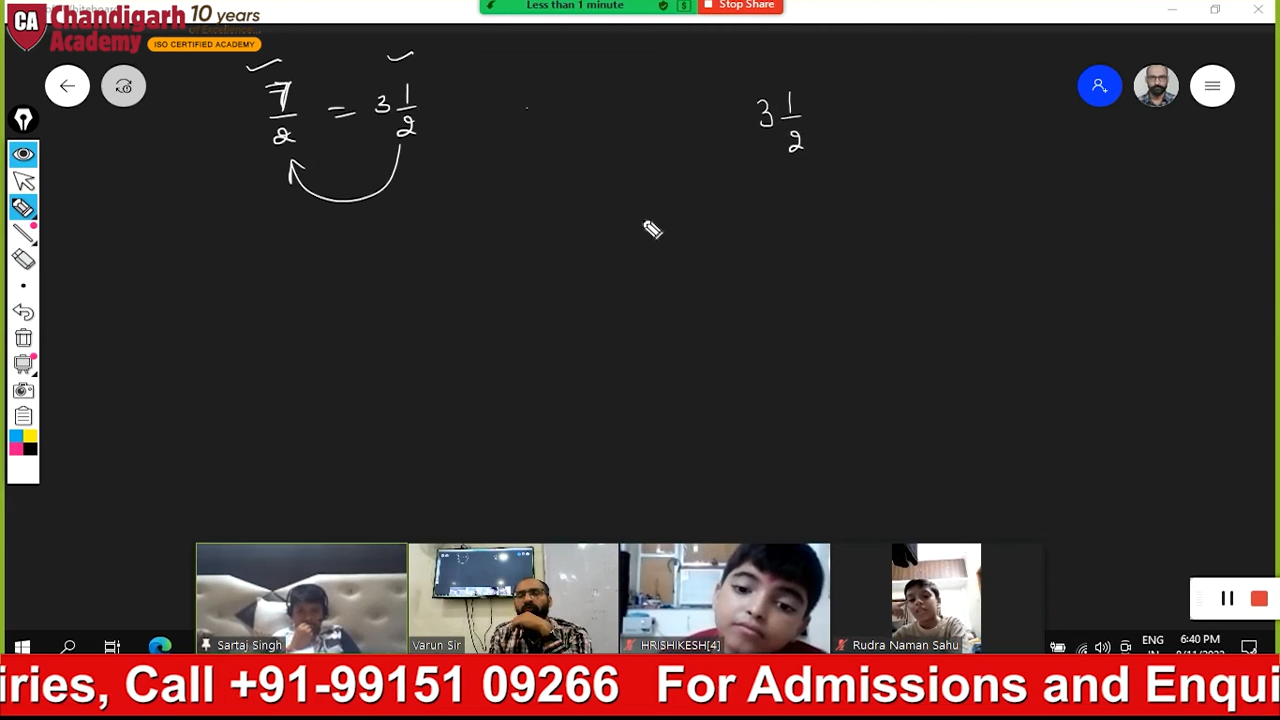 CA Chandigarh Academy 10 years
ISO CERTIFIED ACADEMY
Less than 1 minute $ Stop Share
7/2 = 3 1/2
3 1/2
Sartaj Singh Varun Sir HRISHIKESH[4] Rudra Naman Sahu
ENG 6:40 PM
iries, Call +91-99151 09266 For Admissions and Enqui